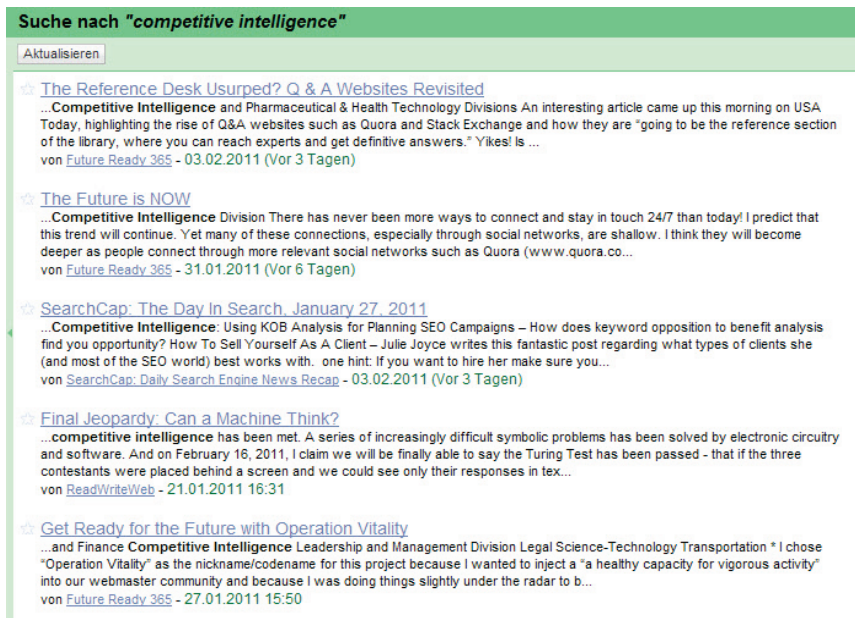 Suche nach "competitive intelligence"
Aktualisieren
The Reference Desk Usurped? Q & A Websites Revisited
...Competitive Intelligence and Pharmaceutical & Health Technology Divisions An interesting article came up this morning on USA
Today, highlighting the rise of Q&A websites such as Quora and Stack Exchange and how they are “going to be the reference section
of the library, where you can reach experts and get definitive answers.” Yikes! Is ...
von Future Ready 365 - 03.02.2011 (Vor 3 Tagen)
The Future is NOW
...Competitive Intelligence Division There has never been more ways to connect and stay in touch 24/7 than today! I predict that
this trend will continue. Yet many of these connections, especially through social networks, are shallow. I think they will become
deeper as people connect through more relevant social networks such as Quora (www.quora.co...
von Future Ready 365 - 31.01.2011 (Vor 6 Tagen)
SearchCap: The Day In Search, January 27, 2011
...Competitive Intelligence: Using KOB Analysis for Planning SEO Campaigns – How does keyword opposition to benefit analysis
find you opportunity? How To Sell Yourself As A Client – Julie Joyce writes this fantastic post regarding what types of clients she
(and most of the SEO world) best works with. one hint: If you want to hire her make sure you...
von SearchCap: Daily Search Engine News Recap - 03.02.2011 (Vor 3 Tagen)
Final Jeopardy: Can a Machine Think?
...competitive intelligence has been met. A series of increasingly difficult symbolic problems has been solved by electronic circuitry
and software. And on February 16, 2011, I claim we will be finally able to say the Turing Test has been passed - that if the three
contestants were placed behind a screen and we could see only their responses in tex...
von ReadWriteWeb - 21.01.2011 16:31
Get Ready for the Future with Operation Vitality
...and Finance Competitive Intelligence Leadership and Management Division Legal Science-Technology Transportation * I chose
“Operation Vitality” as the nickname/codename for this project because I wanted to inject a “a healthy capacity for vigorous activity”
into our webmaster community and because I was doing things slightly under the radar to b...
von Future Ready 365 - 27.01.2011 15:50